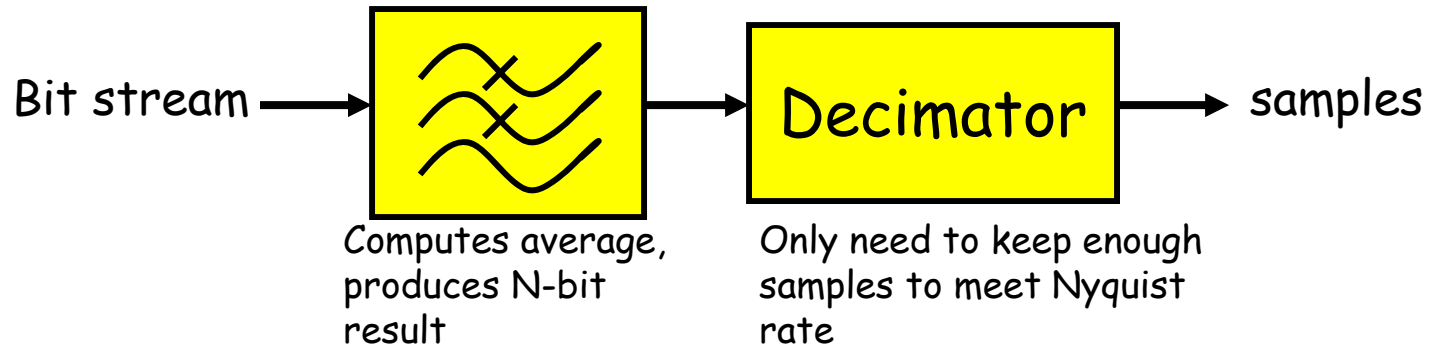 Bit stream
Decimator
samples
Computes average,
produces N-bit
result
Only need to keep enough
samples to meet Nyquist
rate